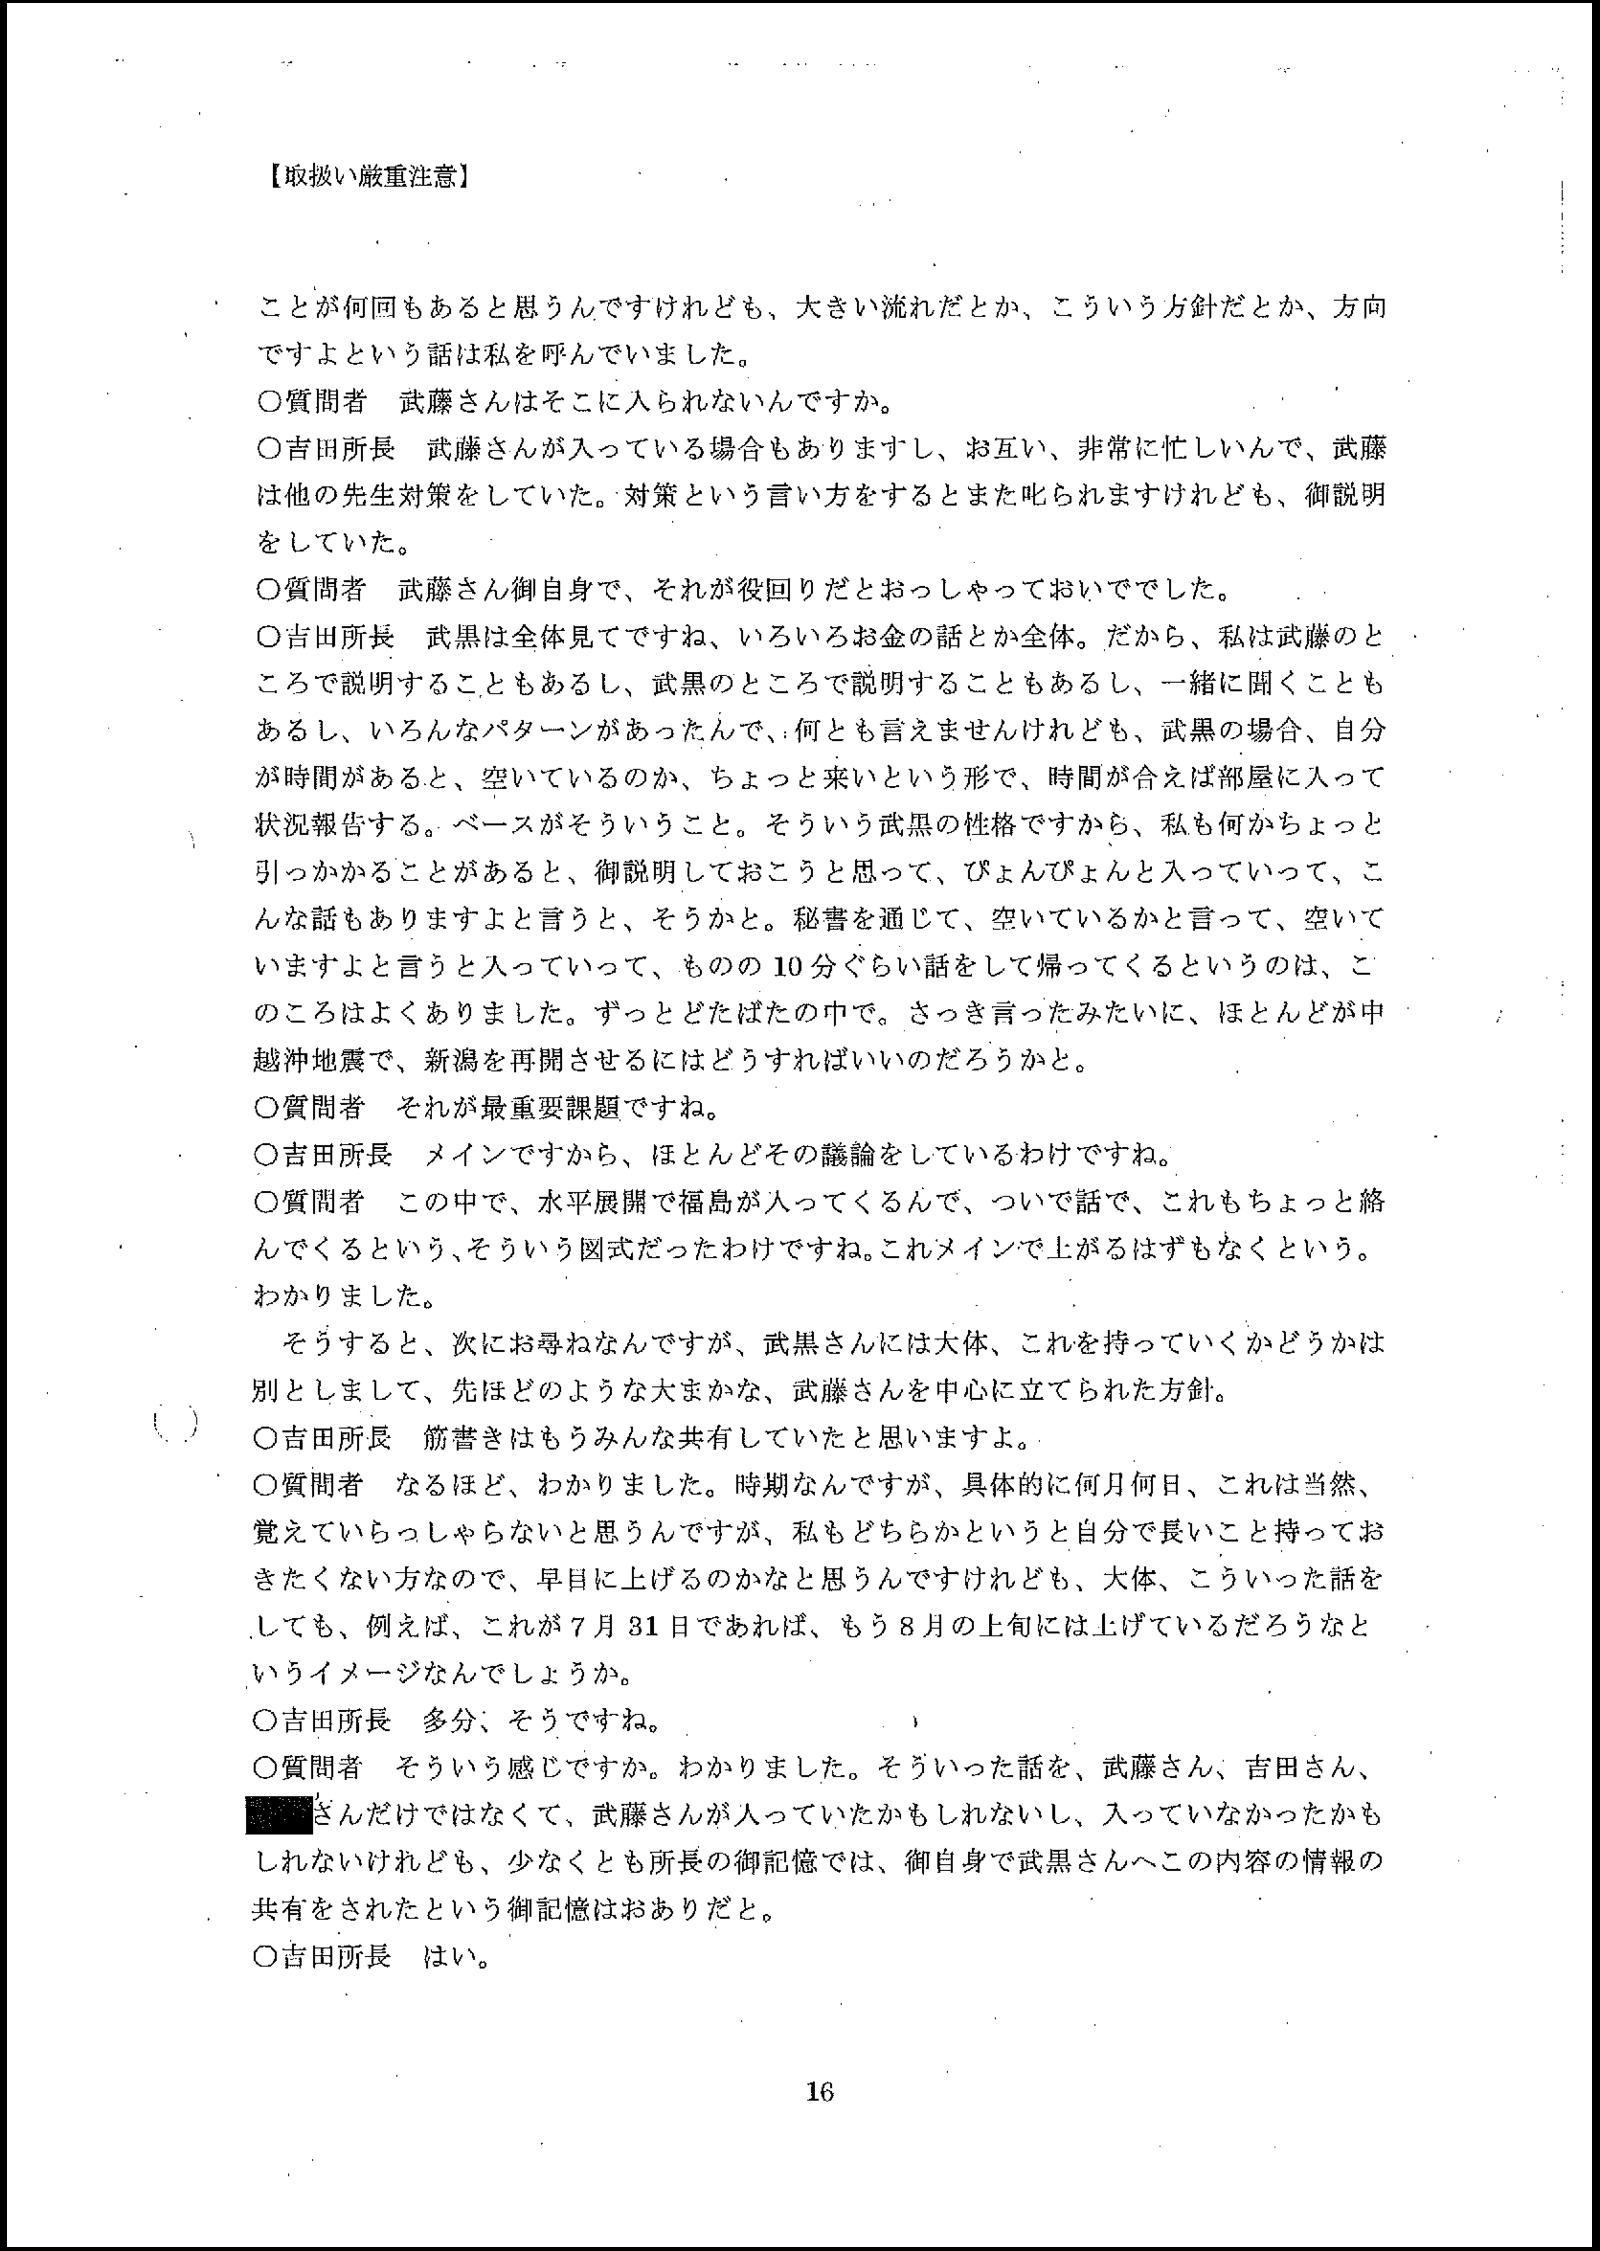 【取扱い厳重注意】
ことが何回もあると思うんですけれども、大きい流れだとか、こういう方針だとか、方向
ですよという話は私を呼んでいました。
○質問者　武藤さんはそこに入られないんですか。
○吉田所長　武藤さんが入っている場合もありますし、お互い、非常に忙しいんで、武藤
は他の先生対策をしていた。対策という言い方をするとまた叱られますけれども、御説明
をしていた。
○質問者　武藤さん御自身で、それが役回りだとおっしゃっておいででした。
○吉田所長　武黒は全体見てですね、いろいろお金の話とか全体。だから、私は武藤のと
ころで説明することもあるし、武黒のところで説明することもあるし、一緒に聞くことも
あるし、いろんなパターンがあったんで、何とも言えませんけれども、武黒の場合、自分
が時間があると、空いているのか、ちょっと来いという形で、時間が合えば部屋に入って
状況報告する。ベースがそういうこと。そういう武黒の性格ですから、私も何かちょっと
引っかかることがあると、御説明しておこうと思って、ぴょんぴょんと入っていって、こ
んな話もありますよと言うと、そうかと。秘書を通じて、空いているかと言って、空いて
いますよと言うと入っていって、ものの 10 分ぐらい話をして帰ってくるというのは、こ
のころはよくありました。ずっとどたばたの中で。さっき言ったみたいに、ほとんどが中
越沖地震で、新潟を再開させるにはどうすればいいのだろうかと。
○質問者　それが最重要課題ですね。
○吉田所長　メインですから、ほとんどその議論をしているわけですね。
○質問者　この中で、水平展開で福島が入ってくるんで、ついで話で、これもちょっと絡
んでくるという、そういう図式だったわけですね。これメインで上がるはずもなくという。
わかりました。
　そうすると、次にお尋ねなんですが、武黒さんには大体、これを持っていくかどうかは
別としまして、先ほどのような大まかな、武藤さんを中心に立てられた方針。
○吉田所長　筋書きはもうみんな共有していたと思いますよ。
○質問者　なるほど、わかりました。時期なんですが、具体的に何月何日、これは当然、
覚えていらっしゃらないと思うんですが、私もどちらかというと自分で長いこと持ってお
きたくない方なので、早目に上げるのかなと思うんですけれども、大体、こういった話を
しても、例えば、これが７月 31 日であれば、もう８月の上旬には上げているだろうなと
いうイメージなんでしょうか。
○吉田所長　多分、そうですね。
○質問者　そういう感じですか。わかりました。そういった話を、武藤さん、吉田さん、
さんだけではなくて、武藤さんが入っていたかもしれないし、入っていなかったかも
しれないけれども、少なくとも所長の御記憶では、御自身で武黒さんへこの内容の情報の
共有をされたという御記憶はおありだと。
○吉田所長　はい。
16